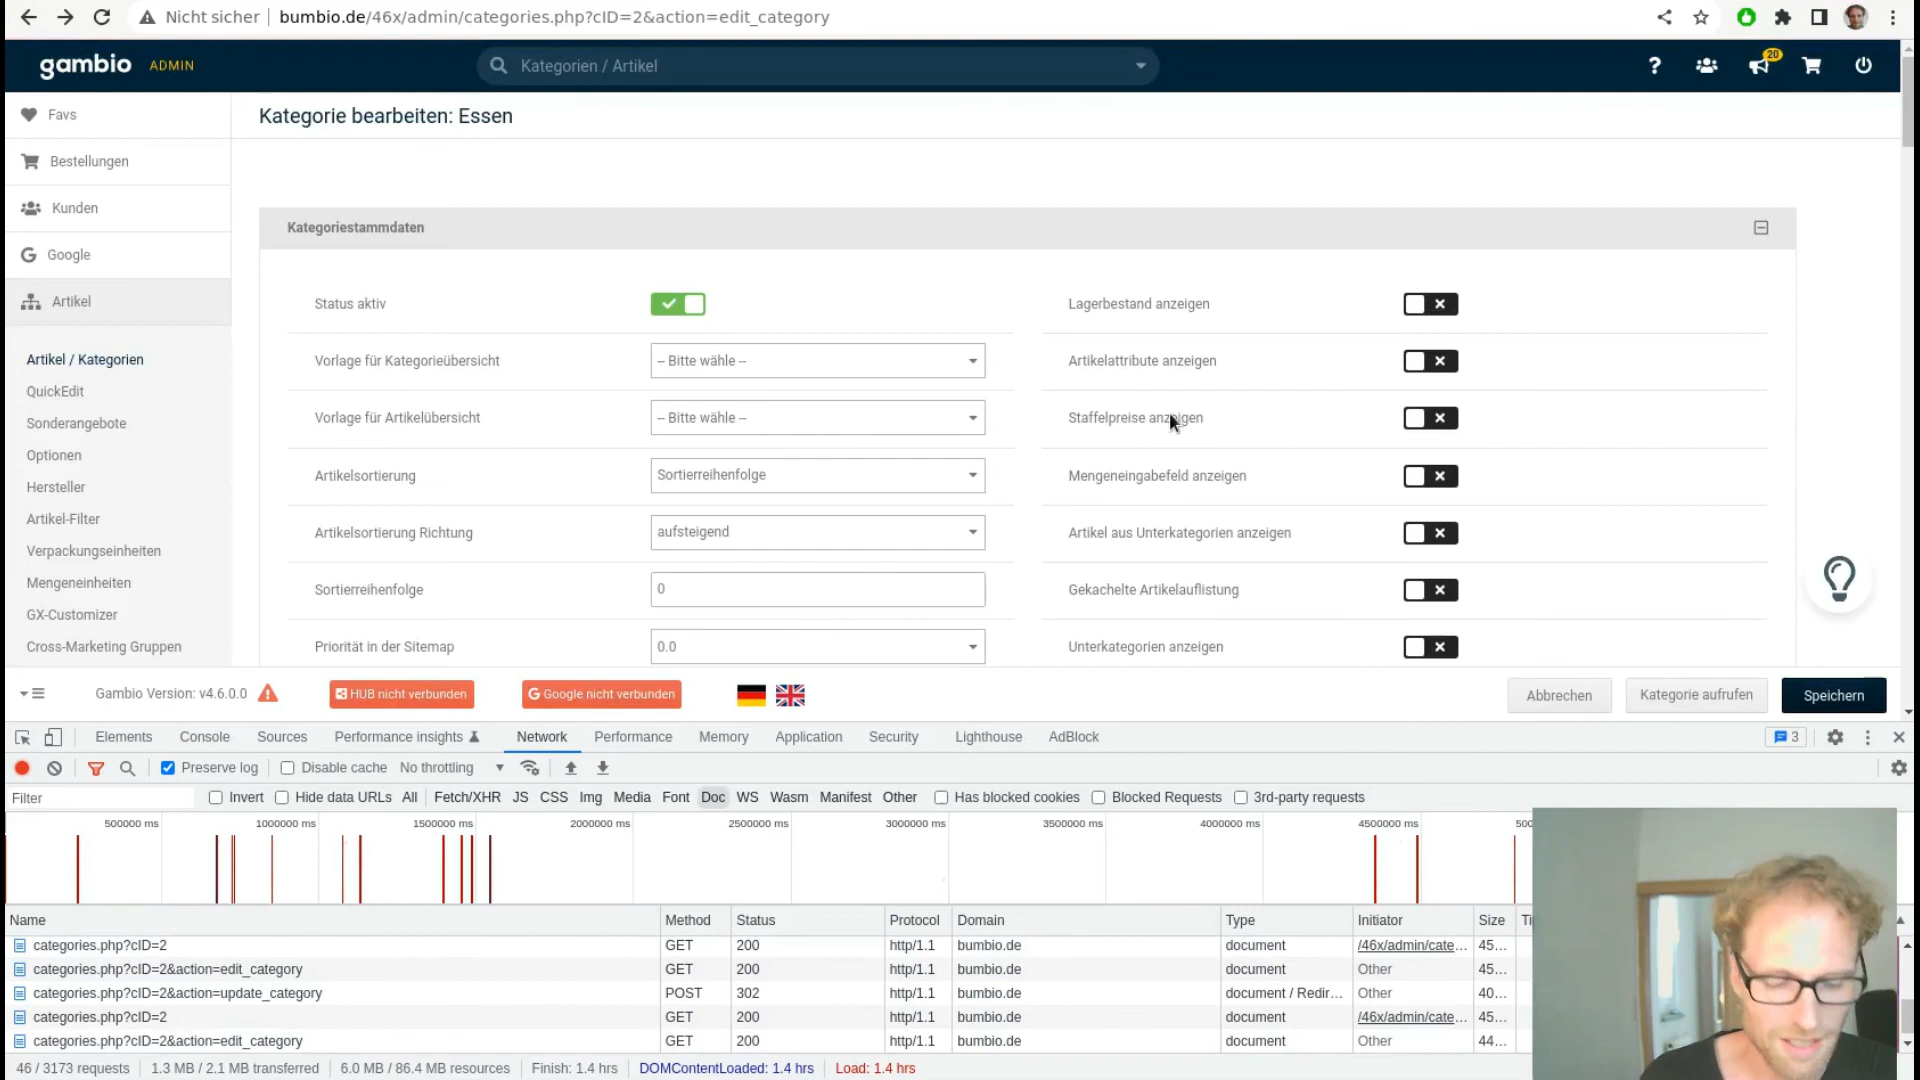 Nicht sicher bumbio.de/46x/admin/categories.php?cID=2&action=edit_category
gambio ADMIN
Kategorien / Artikel
? 20
Favs
Bestellungen
Kunden
Google
Artikel
Artikel / Kategorien
QuickEdit
Sonderangebote
Optionen
Hersteller
Artikel-Filter
Verpackungseinheiten
Mengeneinheiten
GX-Customizer
Cross-Marketing Gruppen
Kategorie bearbeiten: Essen
Kategoriestammdaten
Status aktiv
Vorlage für Kategorieübersicht – Bitte wähle –
Vorlage für Artikelübersicht – Bitte wähle –
Artikelsortierung Sortierreihenfolge
Artikelsortierung Richtung aufsteigend
Sortierreihenfolge 0
Priorität in der Sitemap 0.0
Lagerbestand anzeigen
Artikelattribute anzeigen
Staffelpreise anzeigen
Mengeneingabefeld anzeigen
Artikel aus Unterkategorien anzeigen
Gekachelte Artikelauflistung
Unterkategorien anzeigen
Gambio Version: v4.6.0.0 HUB nicht verbunden Google nicht verbunden Abbrechen Kategorie aufrufen Speichern
Elements Console Sources Performance insights Network Performance Memory Application Security Lighthouse AdBlock 3
Preserve log Disable cache No throttling
Filter Invert Hide data URLs All Fetch/XHR JS CSS Img Media Font Doc WS Wasm Manifest Other Has blocked cookies Blocked Requests 3rd-party requests
500000 ms 1000000 ms 1500000 ms 2000000 ms 2500000 ms 3000000 ms 3500000 ms 4000000 ms 4500000 ms 500
Name Method Status Protocol Domain Type Initiator Size Ti
categories.php?cID=2 GET 200 http/1.1 bumbio.de document /46x/admin/cate... 45...
categories.php?cID=2&action=edit_category GET 200 http/1.1 bumbio.de document Other 45...
categories.php?cID=2&action=update_category POST 302 http/1.1 bumbio.de document / Redir... Other 40...
categories.php?cID=2 GET 200 http/1.1 bumbio.de document /46x/admin/cate... 45...
categories.php?cID=2&action=edit_category GET 200 http/1.1 bumbio.de document Other 44...
46 / 3173 requests 1.3 MB / 2.1 MB transferred 6.0 MB / 86.4 MB resources Finish: 1.4 hrs DOMContentLoaded: 1.4 hrs Load: 1.4 hrs